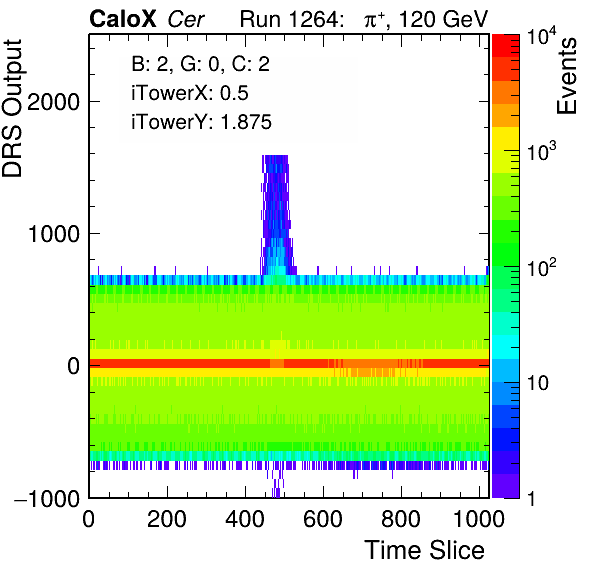 CaloX Cer Run 1264: π⁺, 120 GeV
B: 2, G: 0, C: 2
iTowerX: 0.5
iTowerY: 1.875
DRS Output
2000
1000
0
−1000
0 200 400 600 800 1000
Time Slice
Events
10⁴
10³
10²
10
1